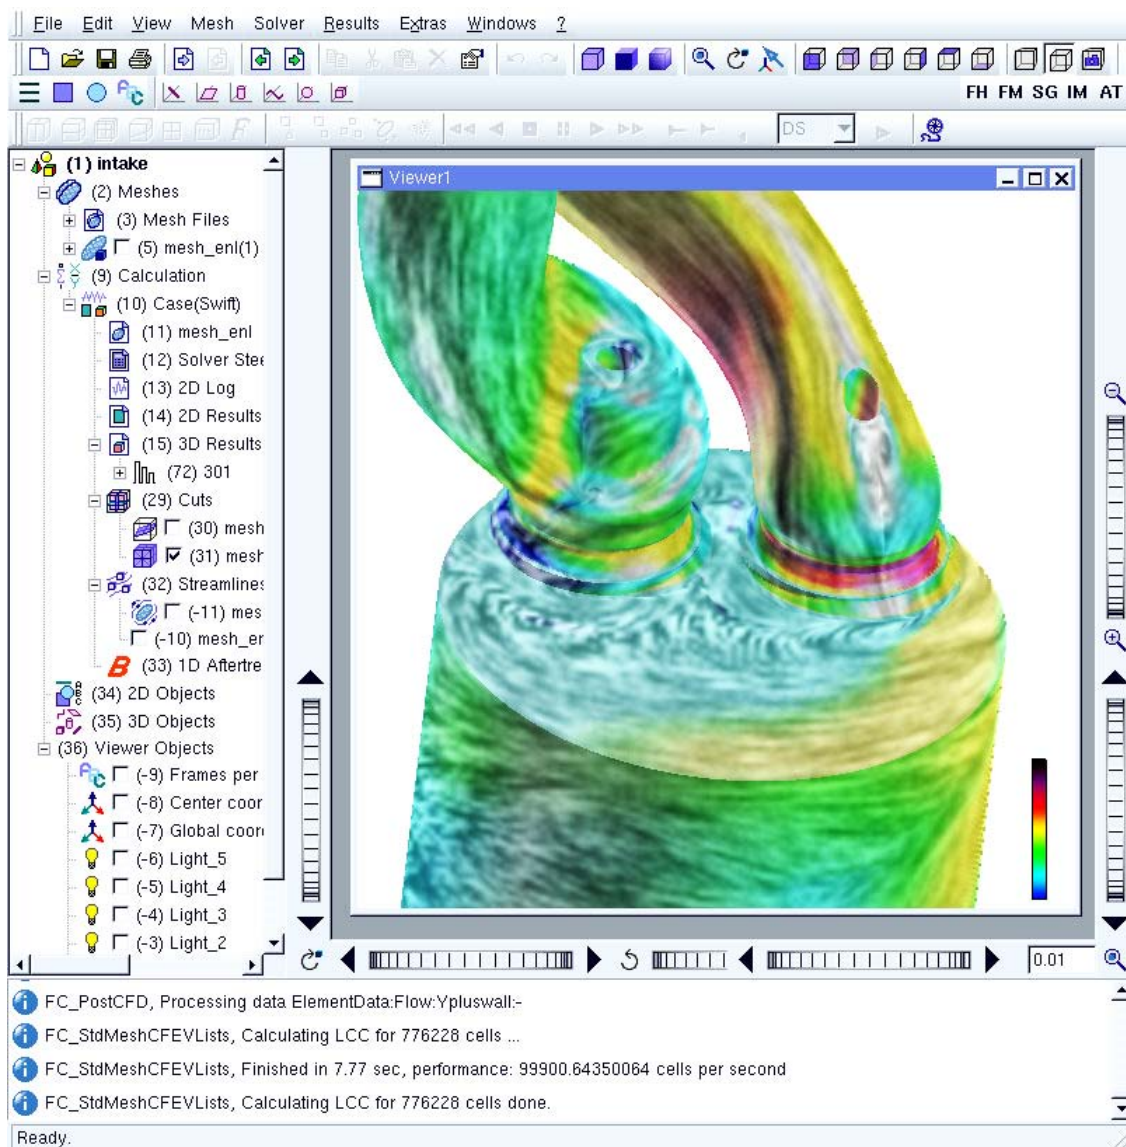 File Edit View Mesh Solver Results Extras Windows ?
FH FM SG IM AT
DS
(1) intake
(2) Meshes
(3) Mesh Files
(5) mesh_enl(1)
(9) Calculation
(10) Case(Swift)
(11) mesh_enl
(12) Solver Stee
(13) 2D Log
(14) 2D Results
(15) 3D Results
(72) 301
(29) Cuts
(30) mesh
(31) mesh
(32) Streamlines
(-11) mes
(-10) mesh_er
(33) 1D Aftertre
(34) 2D Objects
(35) 3D Objects
(36) Viewer Objects
(-9) Frames per
(-8) Center coor
(-7) Global coor
(-6) Light_5
(-5) Light_4
(-4) Light_3
(-3) Light_2
Viewer1
0.01
FC_PostCFD, Processing data ElementData:Flow:Ypluswall:-
FC_StdMeshCFEVLists, Calculating LCC for 776228 cells ...
FC_StdMeshCFEVLists, Finished in 7.77 sec, performance: 99900.64350064 cells per second
FC_StdMeshCFEVLists, Calculating LCC for 776228 cells done.
Ready.